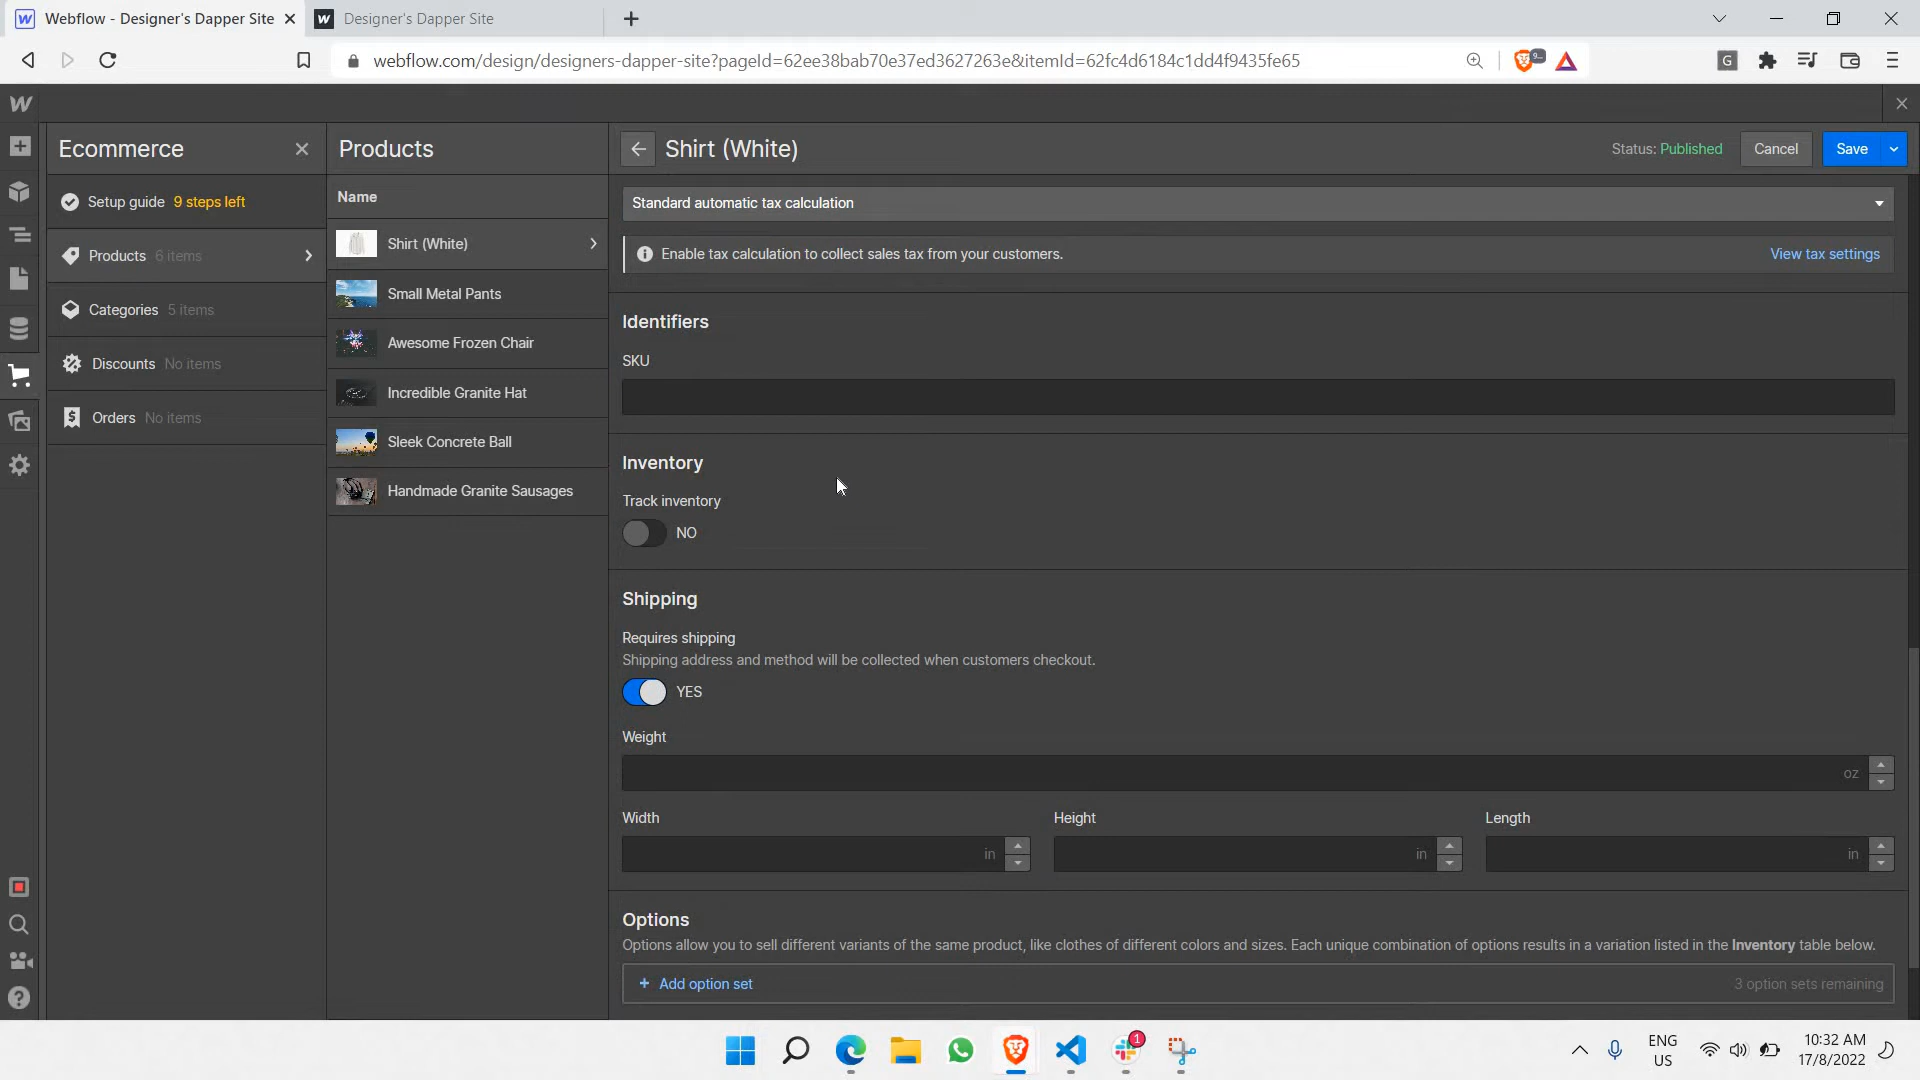 Webflow - Designer's Dapper Site
Designer's Dapper Site
webflow.com/design/designers-dapper-site?pageId=62ee38bab70e37ed3627263e&itemId=62fc4d6184c1dd4f9435fe65
Ecommerce
Products
Shirt (White)
Status: Published
Cancel
Save
Setup guide 9 steps left
Products 6 items
Categories 5 items
Discounts No items
Orders No items
Name
Shirt (White)
Small Metal Pants
Awesome Frozen Chair
Incredible Granite Hat
Sleek Concrete Ball
Handmade Granite Sausages
Standard automatic tax calculation
Enable tax calculation to collect sales tax from your customers.
View tax settings
Identifiers
SKU
Inventory
Track inventory
NO
Shipping
Requires shipping
Shipping address and method will be collected when customers checkout.
YES
Weight
oz
Width Height Length
in in in
Options
Options allow you to sell different variants of the same product, like clothes of different colors and sizes. Each unique combination of options results in a variation listed in the Inventory table below.
+ Add option set
3 option sets remaining
1
ENG
US
10:32 AM
17/8/2022